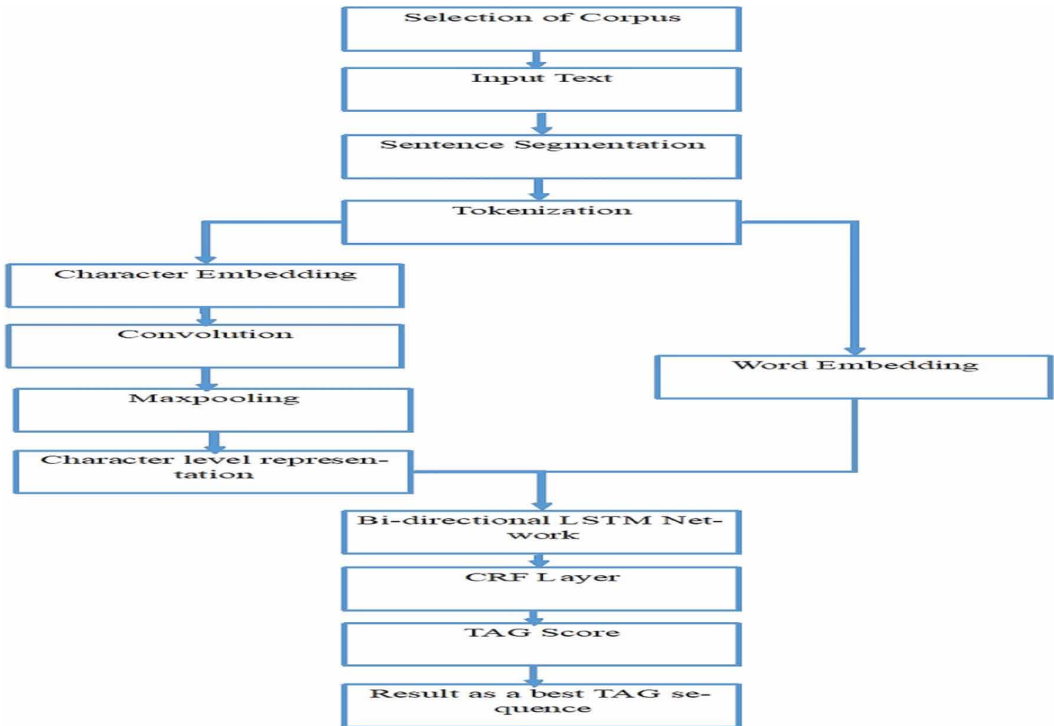 Selection of Corpus
Input Text
Sentence Segmentation
Tokenization
Character Embedding
Convolution
Word Embedding
Maxpooling
Character level represen-
tation
Bi-directional LSTM Net-
work
CRF Layer
TAG Score
Result as a best TAG se-
quence